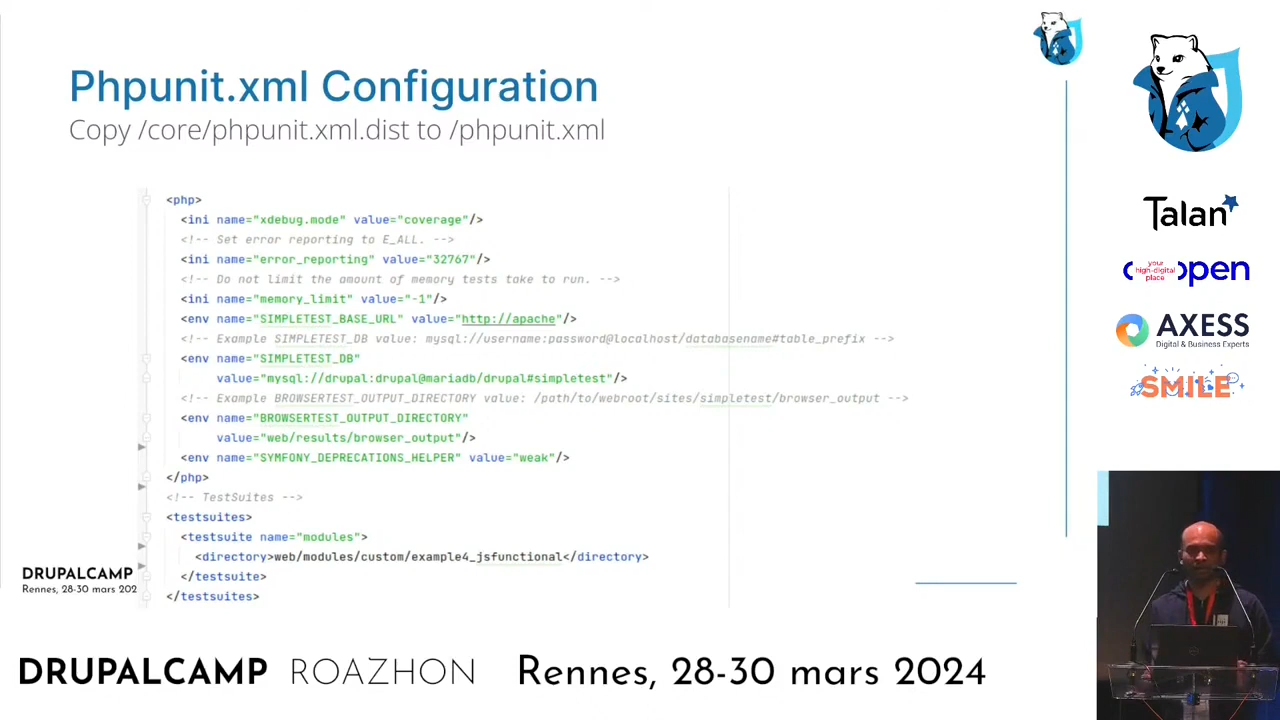 Phpunit.xml Configuration
Copy /core/phpunit.xml.dist to /phpunit.xml
<php>
<ini name="xdebug.mode" value="coverage"/>
<!-- Set error reporting to E_ALL. -->
<ini name="error_reporting" value="32767"/>
<!-- Do not limit the amount of memory tests take to run. -->
<ini name="memory_limit" value="-1"/>
<env name="SIMPLETEST_BASE_URL" value="http://apache"/>
<!-- Example SIMPLETEST_DB value: mysql://username:password@localhost/databasename#table_prefix -->
<env name="SIMPLETEST_DB"
value="mysql://drupal:drupal@mariadb/drupal#simpletest"/>
<!-- Example BROWSERTEST_OUTPUT_DIRECTORY value: /path/to/webroot/sites/simpletest/browser_output -->
<env name="BROWSERTEST_OUTPUT_DIRECTORY"
value="web/results/browser_output"/>
<env name="SYMFONY_DEPRECATIONS_HELPER" value="weak"/>
</php>
<!-- TestSuites -->
<testsuites>
<testsuite name="modules">
<directory>web/modules/custom/example4_jsfunctional</directory>
</testsuite>
</testsuites>
DRUPALCAMP
Rennes, 28-30 mars 202
Talan
your
high-digital
place
open
AXESS
Digital & Business Experts
SMILE
DRUPALCAMP ROAZHON Rennes, 28-30 mars 2024